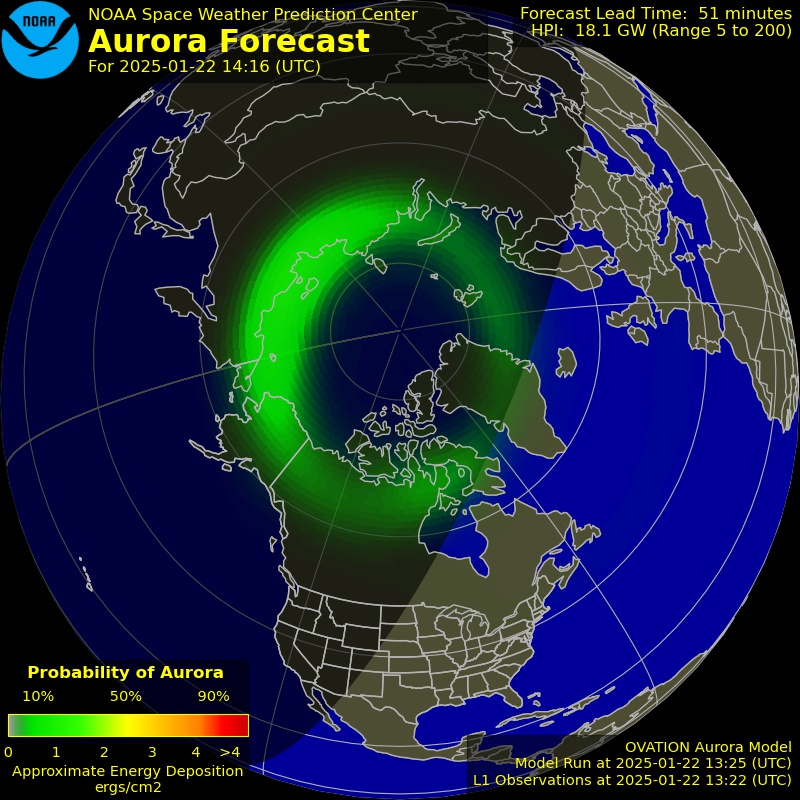 NOAA
NOAA Space Weather Prediction Center
Aurora Forecast
For 2025-01-22 14:16 (UTC)
Forecast Lead Time: 51 minutes
HPI: 18.1 GW (Range 5 to 200)
Probability of Aurora
10% 50% 90%
0 1 2 3 4 >4
Approximate Energy Deposition
ergs/cm2
OVATION Aurora Model
Model Run at 2025-01-22 13:25 (UTC)
L1 Observations at 2025-01-22 13:22 (UTC)